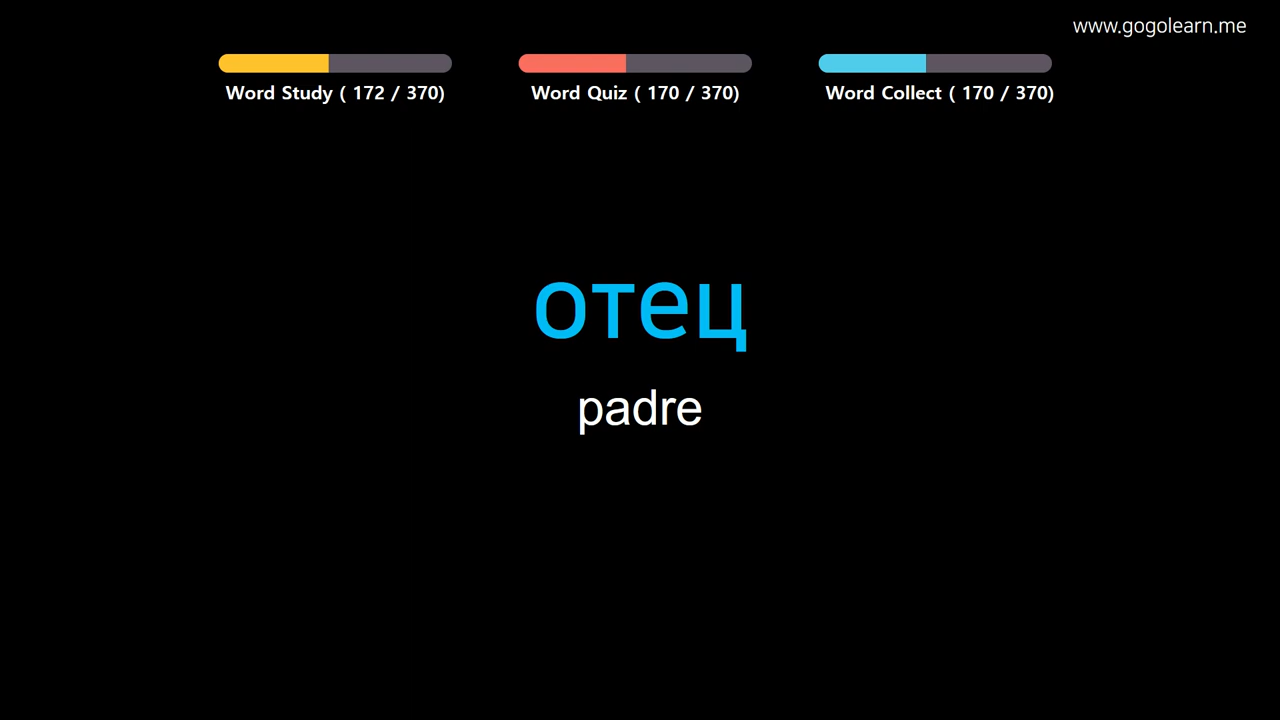 www.gogolearn.me
Word Study ( 172 / 370)
Word Quiz ( 170 / 370)
Word Collect ( 170 / 370)
отец
padre